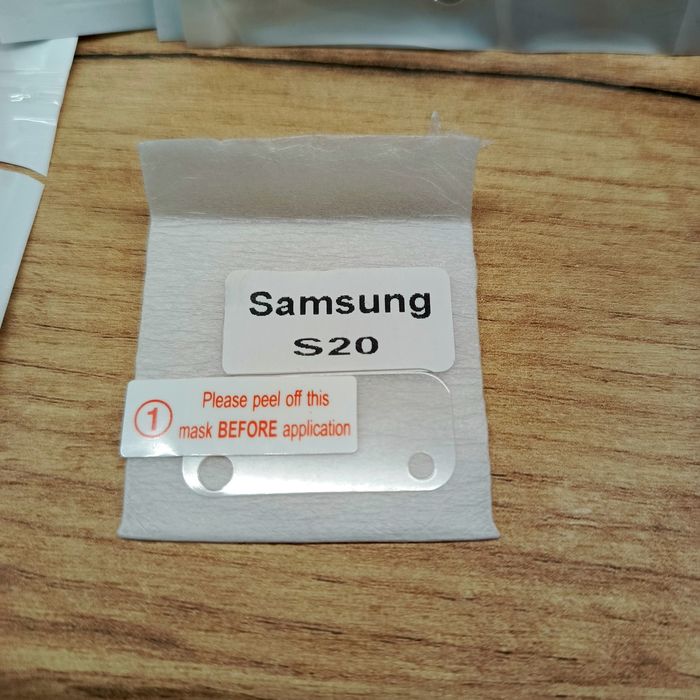 Samsung
S20
1
Please peel off this
mask BEFORE application